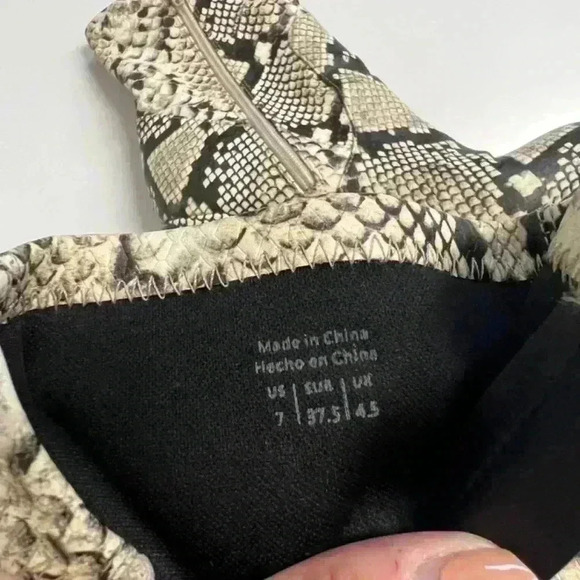 Made in China
Hecho en China
US | EUR | UK
7 | 37.5 | 4.5